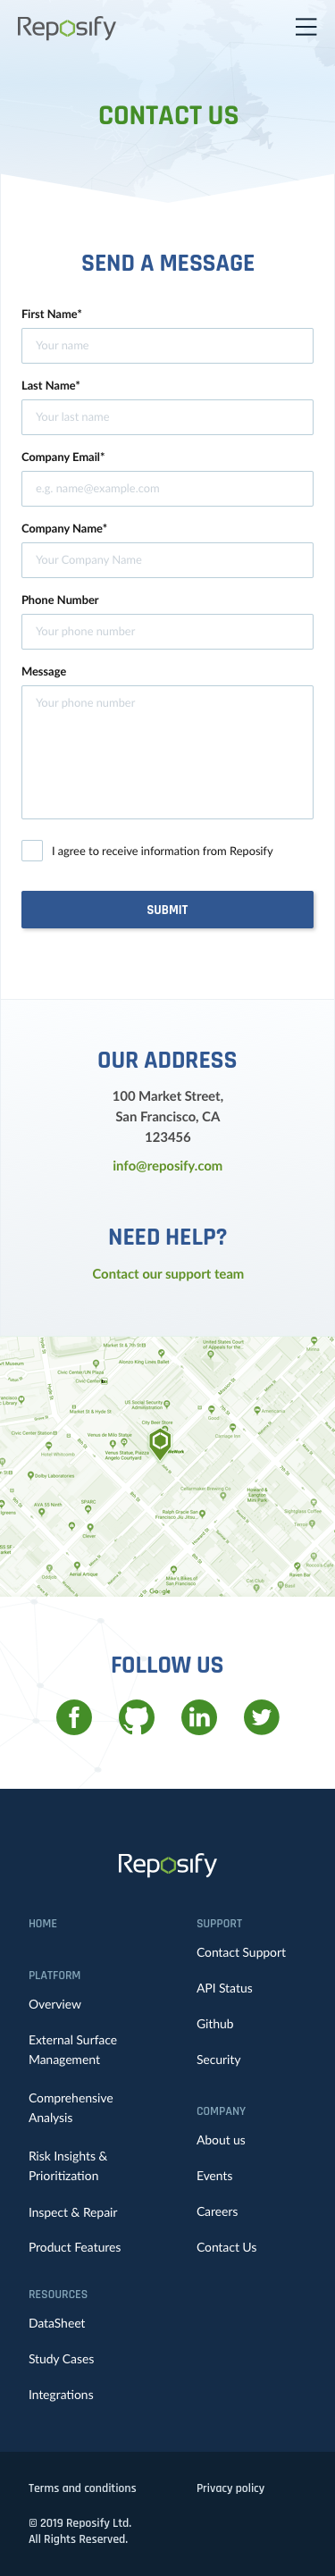 Reposify
CONTACT US
SEND A MESSAGE
First Name*
Your name
Last Name*
Your last name
Company Email*
e.g. name@example.com
Company Name*
Your Company Name
Phone Number
Your phone number
Message
Your phone number
I agree to receive information from Reposify
SUBMIT
OUR ADDRESS
100 Market Street,
San Francisco, CA
123456
info@reposify.com
NEED HELP?
Contact our support team
Google
FOLLOW US
Reposify
HOME
PLATFORM
Overview
External Surface
Management
Comprehensive
Analysis
Risk Insights &
Prioritization
Inspect & Repair
Product Features
RESOURCES
DataSheet
Study Cases
Integrations
SUPPORT
Contact Support
API Status
Github
Security
COMPANY
About us
Events
Careers
Contact Us
Terms and conditions
Privacy policy
© 2019 Reposify Ltd.
All Rights Reserved.